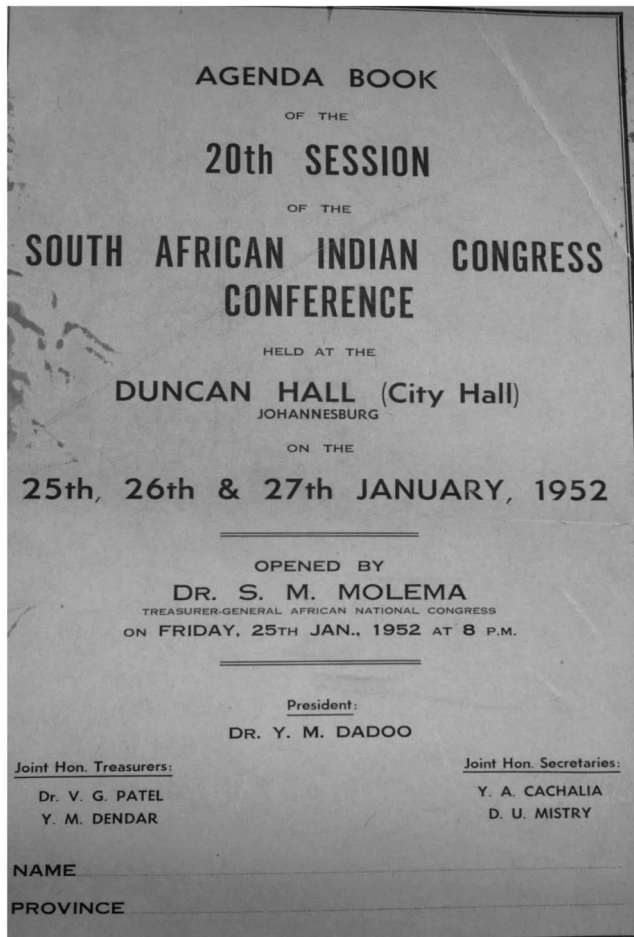 AGENDA BOOK
OF THE
20th SESSION
OF THE
SOUTH AFRICAN INDIAN CONGRESS
CONFERENCE
HELD AT THE
DUNCAN HALL (City Hall)
JOHANNESBURG
ON THE
25th, 26th & 27th JANUARY, 1952
OPENED BY
DR. S. M. MOLEMA
TREASURER-GENERAL AFRICAN NATIONAL CONGRESS
ON FRIDAY, 25TH JAN., 1952 AT 8 P.M.
President:
DR. Y. M. DADOO
Joint Hon. Treasurers:
Dr. V. G. PATEL
Y. M. DENDAR
Joint Hon. Secretaries:
Y. A. CACHALIA
D. U. MISTRY
NAME
PROVINCE